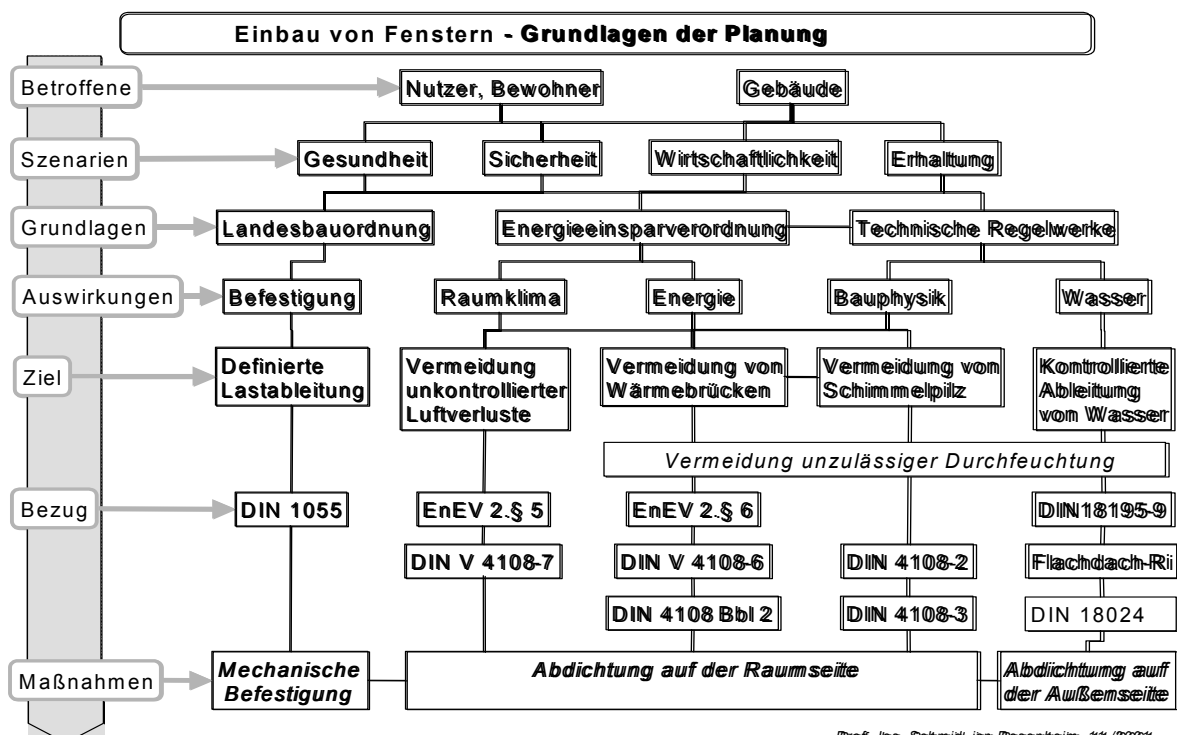 Einbau von Fenstern - Grundlagen der Planung
Betroffene
Nutzer, Bewohner
Gebäude
Szenarien
Gesundheit
Sicherheit
Wirtschaftlichkeit
Erhaltung
Grundlagen
Landesbauordnung
Energieeinsparverordnung
Technische Regelwerke
Auswirkungen
Befestigung
Raumklima
Energie
Bauphysik
Wasser
Ziel
Definierte
Lastableitung
Vermeidung
unkontrollierter
Luftverluste
Vermeidung von
Wärmebrücken
Vermeidung von
Schimmelpilz
Kontrollierte
Ableitung
von Wasser
Vermeidung unzulässiger Durchfeuchtung
Bezug
DIN 1055
EnEV 2.§ 5
EnEV 2.§ 6
DIN18195-9
DIN V 4108-7
DIN V 4108-6
DIN 4108-2
Flachdach-Rii
DIN 4108 Bbl 2
DIN 4108-3
DIN 18024
Maßnahmen
Mechanische
Befestigung
Abdichtung auf der Raumseite
Abdichtung auf
der Außenseite